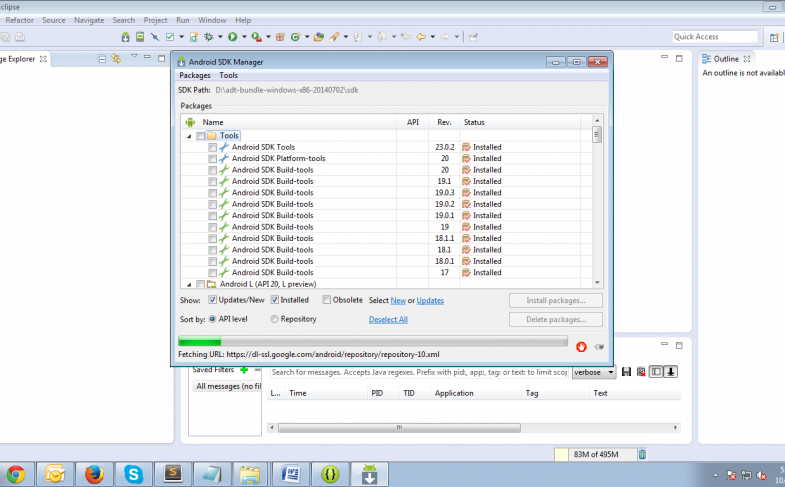 clipse
Refactor Source Navigate Search Project Run Window Help
Quick Access
ge Explorer
Outline
An outline is not availabl
Android SDK Manager
Packages Tools
SDK Path: D:\adt-bundle-windows-x86-20140702\sdk
Packages
Name API Rev. Status
Tools
Android SDK Tools 23.0.2 Installed
Android SDK Platform-tools 20 Installed
Android SDK Build-tools 20 Installed
Android SDK Build-tools 19.1 Installed
Android SDK Build-tools 19.0.3 Installed
Android SDK Build-tools 19.0.2 Installed
Android SDK Build-tools 19.0.1 Installed
Android SDK Build-tools 19 Installed
Android SDK Build-tools 18.1.1 Installed
Android SDK Build-tools 18.1 Installed
Android SDK Build-tools 18.0.1 Installed
Android SDK Build-tools 17 Installed
Android L (API 20, L preview)
Show: Updates/New Installed Obsolete Select New or Updates Install packages...
Sort by: API level Repository Deselect All Delete packages...
Fetching URL: https://dl-ssl.google.com/android/repository/repository-10.xml
Saved Filters
All messages (no fil
Search for messages. Accepts Java regexes. Prefix with pid:, app:, tag: or text: to limit scop
verbose
L... Time PID TID Application Tag Text
83M of 495M
5
10.